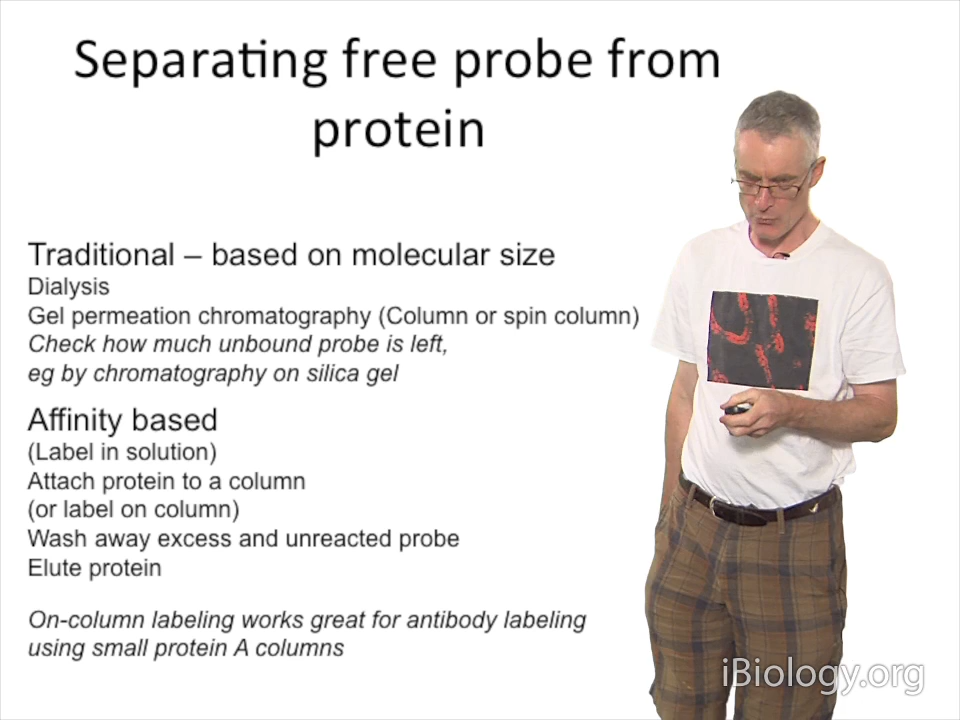 Separating free probe from
protein
Traditional – based on molecular size
Dialysis
Gel permeation chromatography (Column or spin column)
Check how much unbound probe is left,
eg by chromatography on silica gel
Affinity based
(Label in solution)
Attach protein to a column
(or label on column)
Wash away excess and unreacted probe
Elute protein
On-column labeling works great for antibody labeling
using small protein A columns
iBiology.org